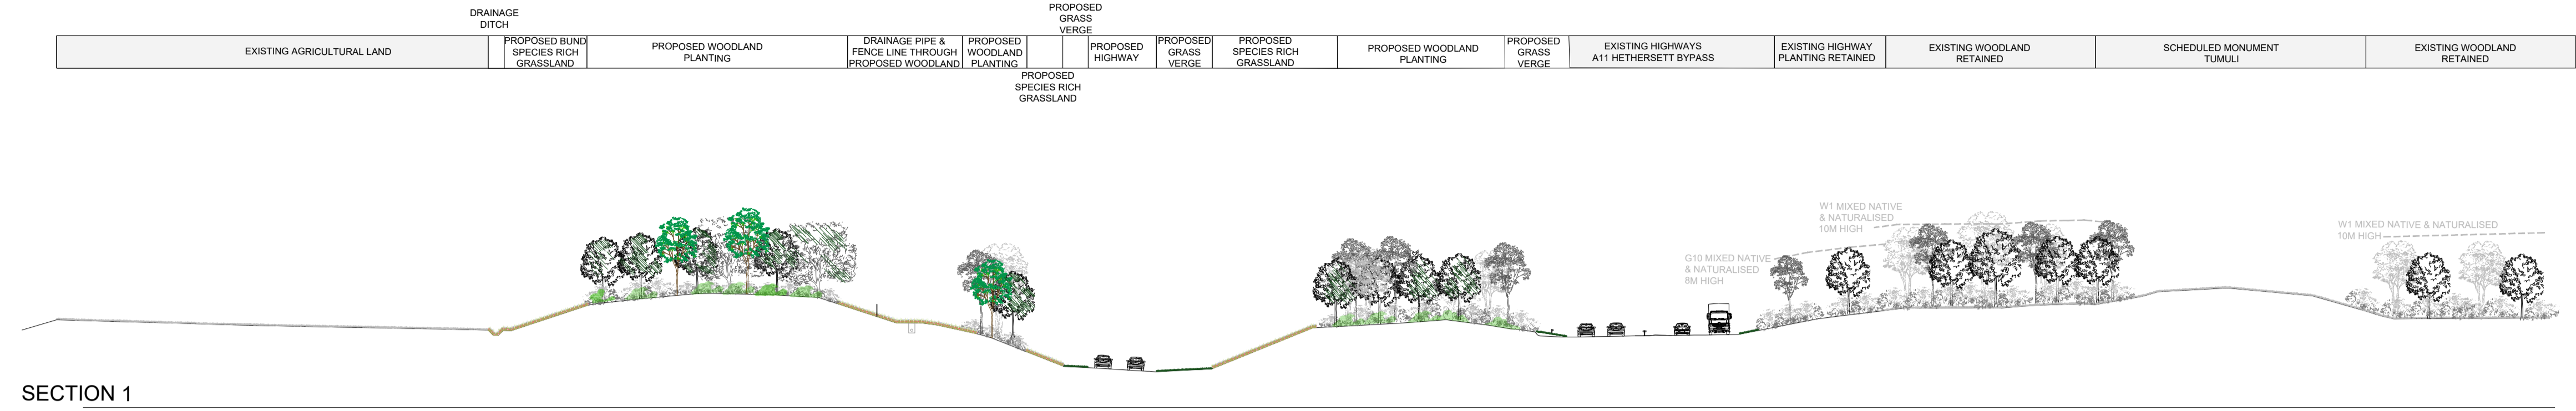 DRAINAGE
DITCH
PROPOSED
GRASS
VERGE
EXISTING AGRICULTURAL LAND
PROPOSED BUND
SPECIES RICH
GRASSLAND
PROPOSED WOODLAND
PLANTING
DRAINAGE PIPE &
FENCE LINE THROUGH
PROPOSED WOODLAND
PROPOSED
WOODLAND
PLANTING
PROPOSED
HIGHWAY
PROPOSED
GRASS
VERGE
PROPOSED
SPECIES RICH
GRASSLAND
PROPOSED WOODLAND
PLANTING
PROPOSED
GRASS
VERGE
EXISTING HIGHWAYS
A11 HETHERSETT BYPASS
EXISTING HIGHWAY
PLANTING RETAINED
EXISTING WOODLAND
RETAINED
SCHEDULED MONUMENT
TUMULI
EXISTING WOODLAND
RETAINED
PROPOSED
SPECIES RICH
GRASSLAND
W1 MIXED NATIVE
& NATURALISED
10M HIGH
W1 MIXED NATIVE & NATURALISED
10M HIGH
G10 MIXED NATIVE
& NATURALISED
8M HIGH
SECTION 1